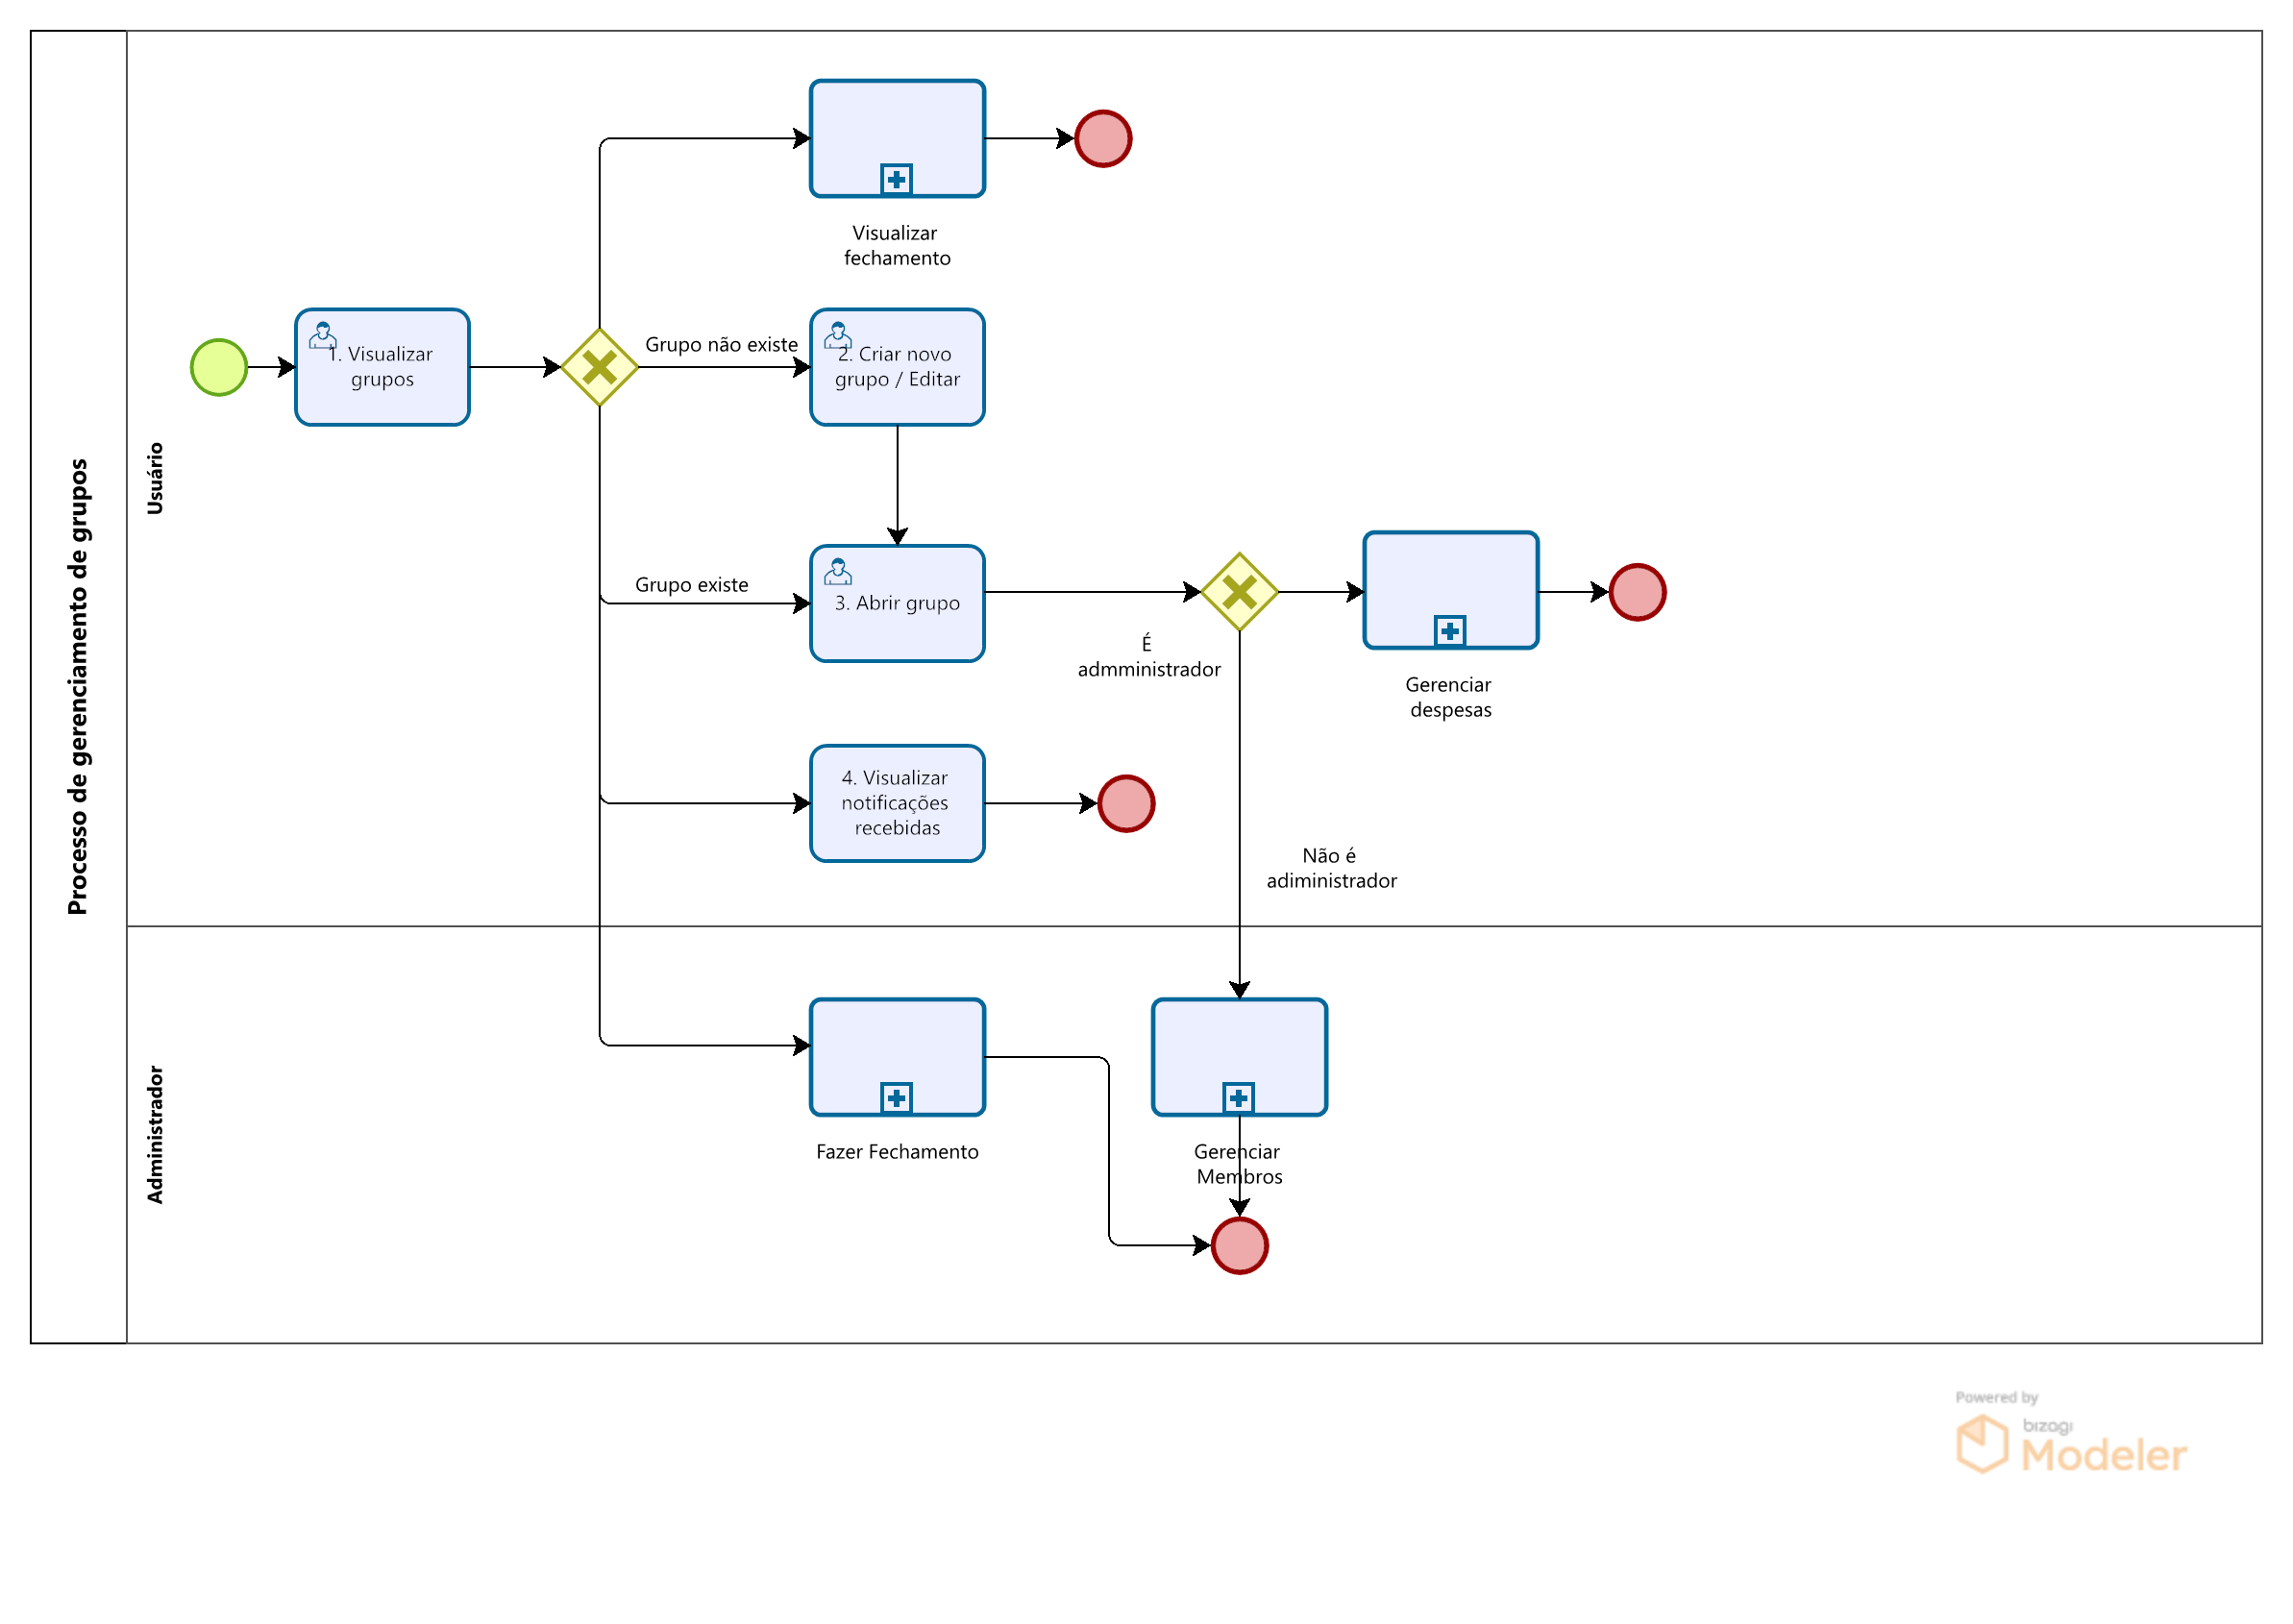 Processo de gerenciamento de grupos
Usuário
Visualizar
fechamento
1. Visualizar
grupos
Grupo não existe
2. Criar novo
grupo / Editar
Grupo existe
3. Abrir grupo
É
admministrador
Gerenciar
despesas
4. Visualizar
notificações
recebidas
Não é
adiministrador
Administrador
Fazer Fechamento
Gerenciar
Membros
Powered by
bizagi
Modeler